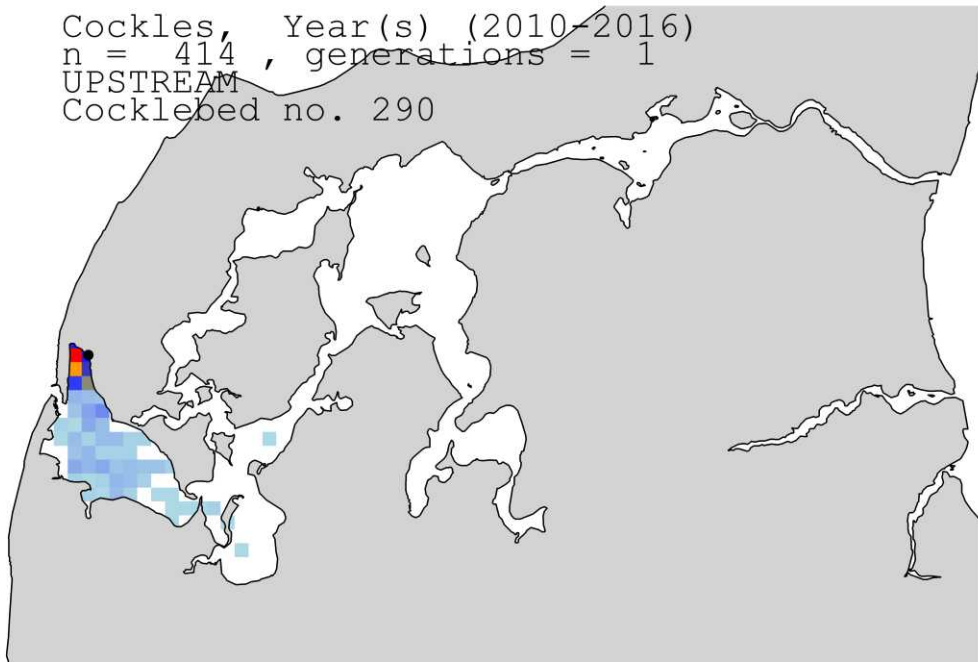 Cockles, Year(s) (2010-2016)
n = 414 , generations = 1
UPSTREAM
Cocklebed no. 290